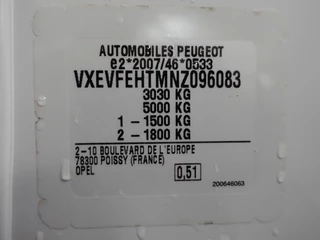 AUTOMOBILES PEUGEOT
e2*2007/46*0533
VXEVFEHTMNZ096083
3030 KG
5000 KG
1 - 1500 KG
2 - 1800 KG
2-10 BOULEVARD DE L'EUROPE
78300 POISSY (FRANCE)
OPEL
0,51
200646063